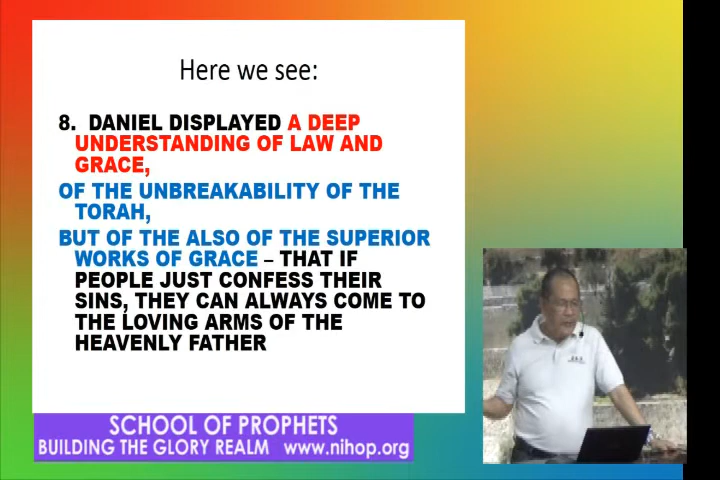 Here we see:
8. DANIEL DISPLAYED A DEEP
UNDERSTANDING OF LAW AND
GRACE,
OF THE UNBREAKABILITY OF THE
TORAH,
BUT OF THE ALSO OF THE SUPERIOR
WORKS OF GRACE – THAT IF
PEOPLE JUST CONFESS THEIR
SINS, THEY CAN ALWAYS COME TO
THE LOVING ARMS OF THE
HEAVENLY FATHER
SCHOOL OF PROPHETS
BUILDING THE GLORY REALM www.nihop.org